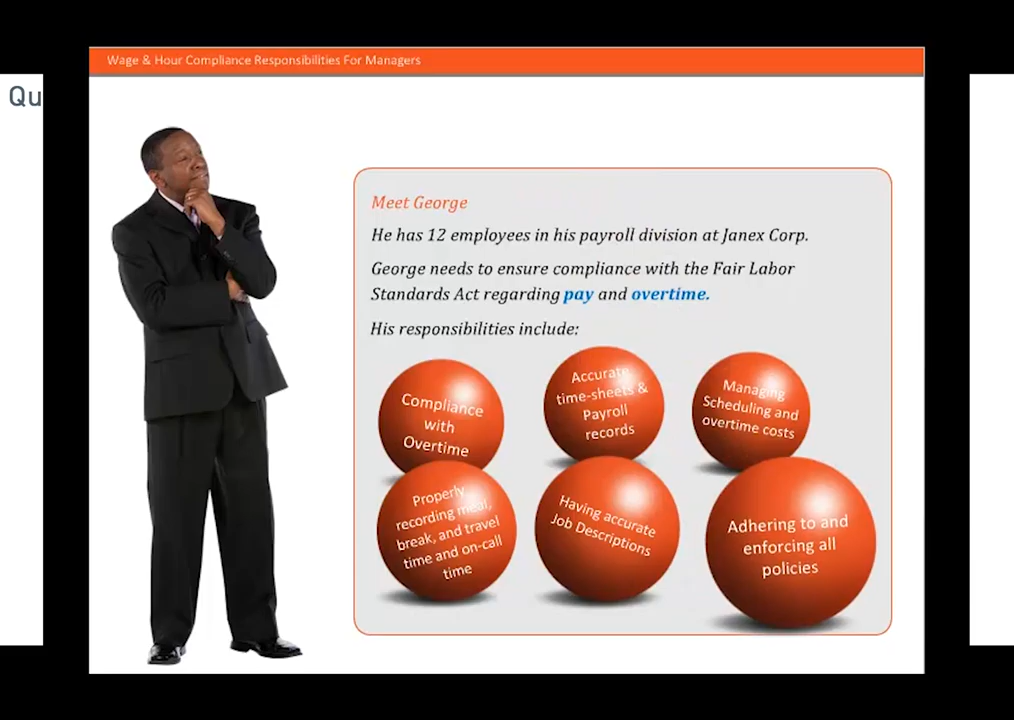 Wage & Hour Compliance Responsibilities For Managers
Qu
Meet George
He has 12 employees in his payroll division at Janex Corp.
George needs to ensure compliance with the Fair Labor
Standards Act regarding pay and overtime.
His responsibilities include:
Compliance
with
Overtime
Accurate
time-sheets &
Payroll
records
Managing
Scheduling and
overtime costs
Properly
recording meal,
break, and travel
time and on-call
time
Having accurate
Job Descriptions
Adhering to and
enforcing all
policies